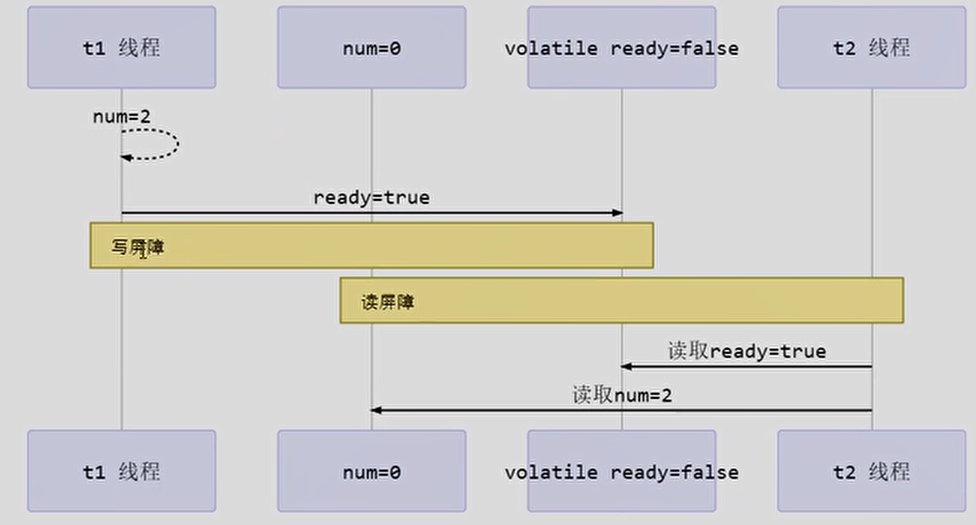 t1 线程
num=0
volatile ready=false
t2 线程
num=2
ready=true
写屏障
读屏障
读取ready=true
读取num=2
t1 线程
num=0
volatile ready=false
t2 线程